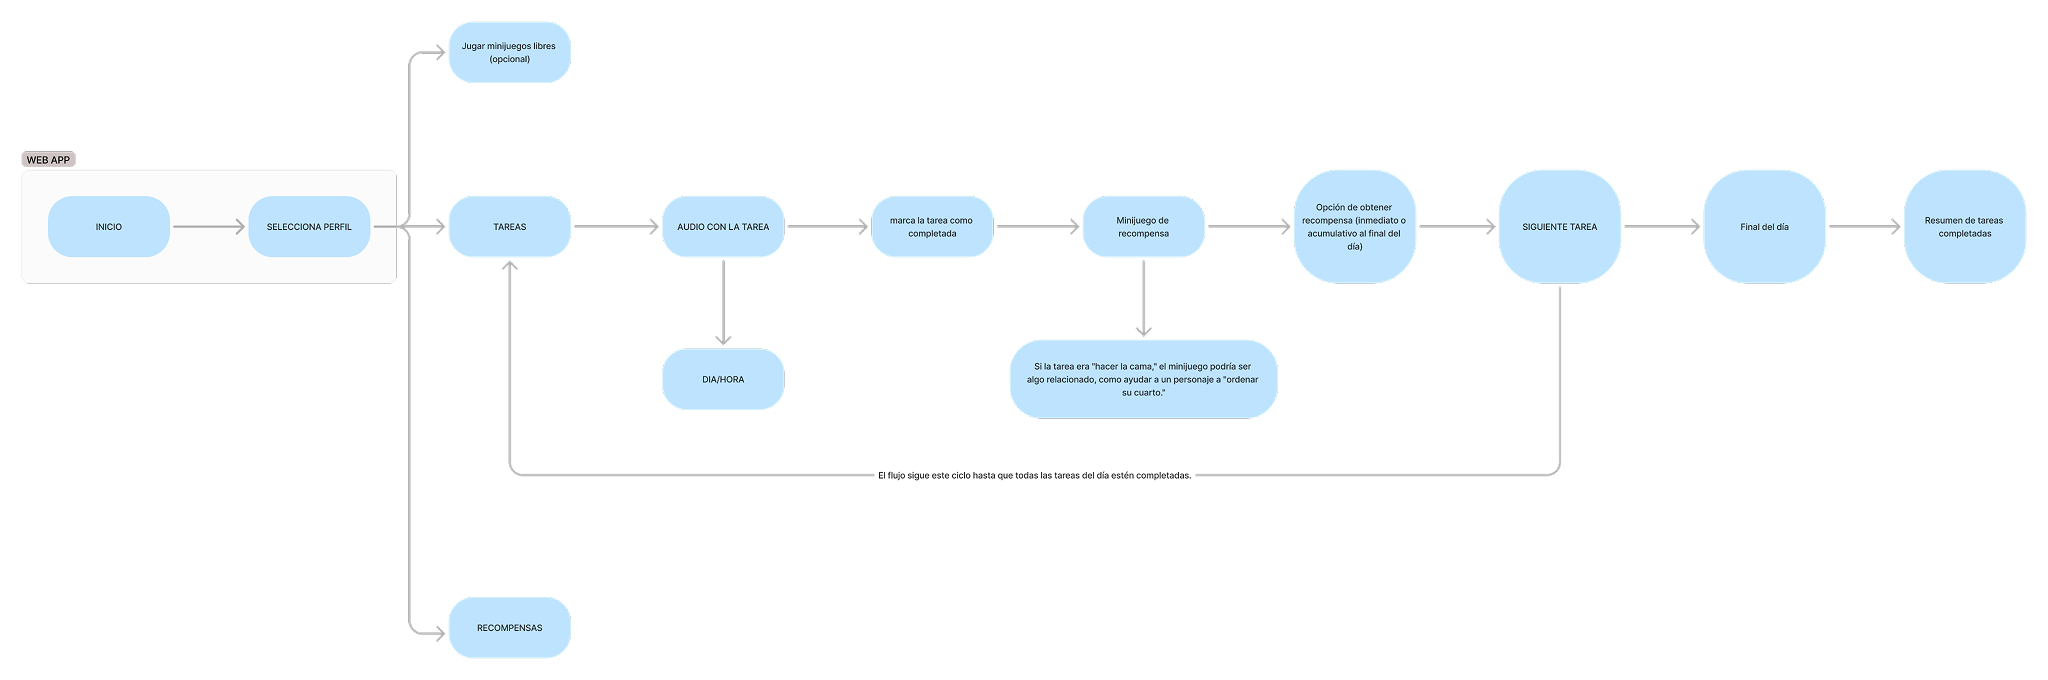 Jugar minijuegos libres
(opcional)
WEB APP
INICIO
SELECCIONA PERFIL
TAREAS
AUDIO CON LA TAREA
marca la tarea como
completada
Minijuego de
recompensa
Opción de obtener
recompensa (inmediato o
acumulativo al final del
día)
SIGUIENTE TAREA
Final del día
Resumen de tareas
completadas
DIA/HORA
Si la tarea era "hacer la cama," el minijuego podría ser
algo relacionado, como ayudar a un personaje a "ordenar
su cuarto."
El flujo sigue este ciclo hasta que todas las tareas del día estén completadas.
RECOMPENSAS